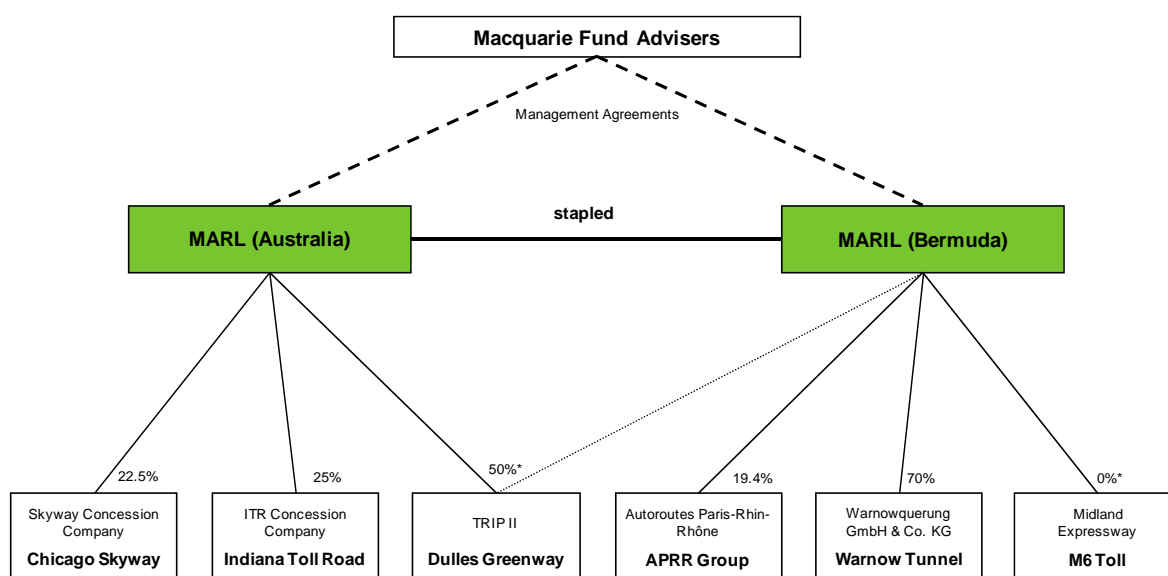 Macquarie Fund Advisers
Management Agreements
stapled
MARL (Australia)
MARIL (Bermuda)
22.5%
25%
50%*
19.4%
70%
0%*
Skyway Concession
Company
Chicago Skyway
ITR Concession
Company
Indiana Toll Road
TRIP II
Dulles Greenway
Autoroutes Paris-Rhin-
Rhône
APRR Group
Warnowquerung
GmbH & Co. KG
Warnow Tunnel
Midland
Expressway
M6 Toll